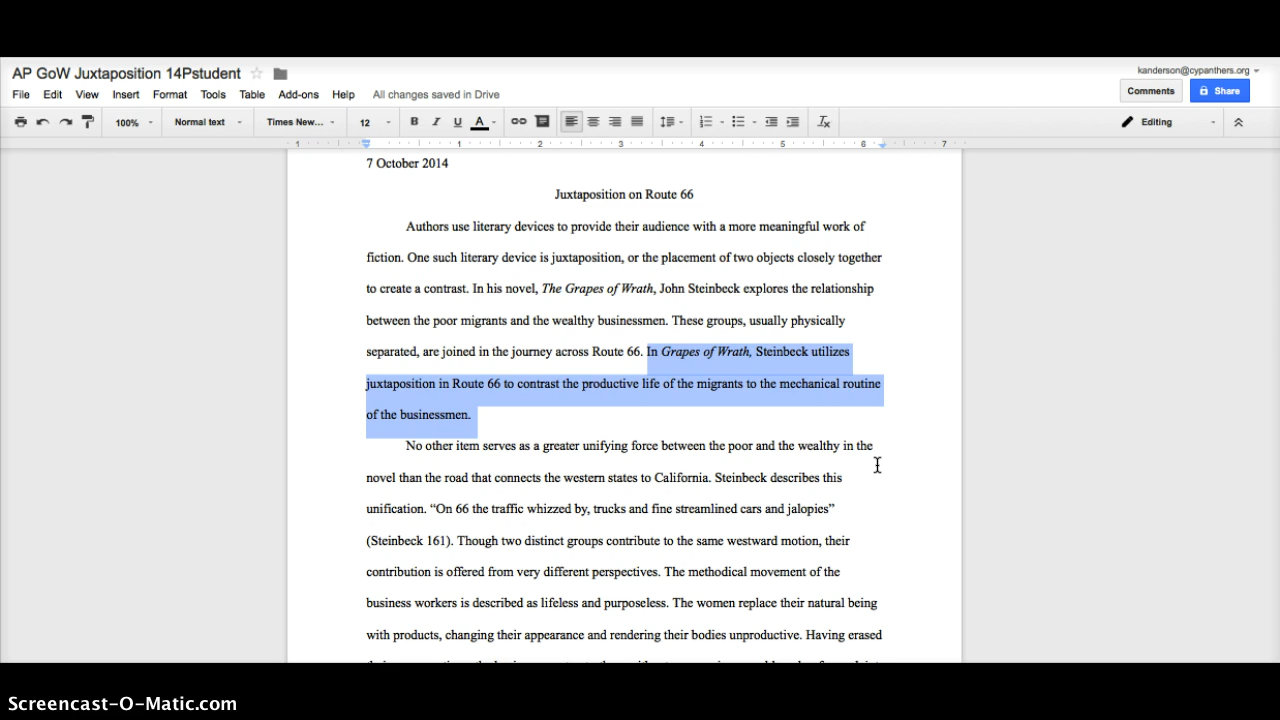 AP GoW Juxtaposition 14Pstudent
kanderson@cypanthers.org
File Edit View Insert Format Tools Table Add-ons Help All changes saved in Drive
Comments Share
100% Normal text Times New... 12 B I U A Editing
1 1 2 3 4 5 6 7
7 October 2014
Juxtaposition on Route 66
Authors use literary devices to provide their audience with a more meaningful work of
fiction. One such literary device is juxtaposition, or the placement of two objects closely together
to create a contrast. In his novel, The Grapes of Wrath, John Steinbeck explores the relationship
between the poor migrants and the wealthy businessmen. These groups, usually physically
separated, are joined in the journey across Route 66. In Grapes of Wrath, Steinbeck utilizes
juxtaposition in Route 66 to contrast the productive life of the migrants to the mechanical routine
of the businessmen.
No other item serves as a greater unifying force between the poor and the wealthy in the
novel than the road that connects the western states to California. Steinbeck describes this
unification. “On 66 the traffic whizzed by, trucks and fine streamlined cars and jalopies”
(Steinbeck 161). Though two distinct groups contribute to the same westward motion, their
contribution is offered from very different perspectives. The methodical movement of the
business workers is described as lifeless and purposeless. The women replace their natural being
with products, changing their appearance and rendering their bodies unproductive. Having erased
Screencast-O-Matic.com